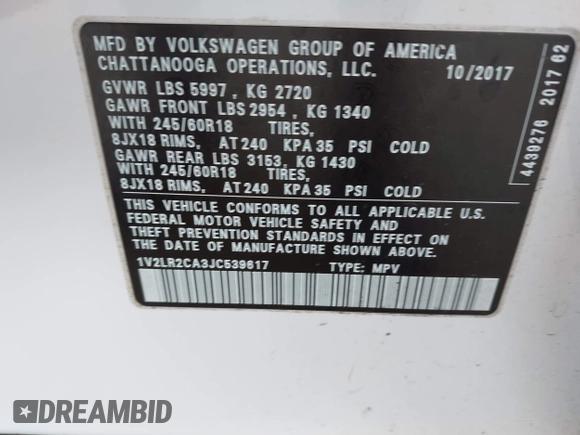 MFD BY VOLKSWAGEN GROUP OF AMERICA
CHATTANOOGA OPERATIONS, LLC. 10/2017
GVWR LBS 5997 , KG 2720
GAWR FRONT LBS 2954 , KG 1340
WITH 245/60R18 TIRES,
8JX18 RIMS, AT 240 KPA 35 PSI COLD
GAWR REAR LBS 3153, KG 1430
WITH 245/60R18 TIRES,
8JX18 RIMS, AT 240 KPA 35 PSI COLD
THIS VEHICLE CONFORMS TO ALL APPLICABLE U.S.
FEDERAL MOTOR VEHICLE SAFETY AND
THEFT PREVENTION STANDARDS IN EFFECT ON
THE DATE OF MANUFACTURE SHOWN ABOVE.
1V2LR2CA3JC539617 TYPE: MPV
4439276 2017 62
DREAMBID